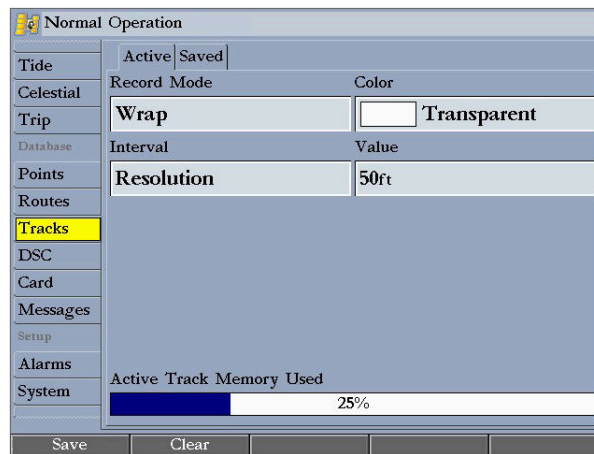 Normal Operation
Tide
Celestial
Trip
Database
Points
Routes
Tracks
DSC
Card
Messages
Setup
Alarms
System
Active Saved
Record Mode
Color
Wrap
Transparent
Interval
Value
Resolution
50ft
Active Track Memory Used
25%
Save
Clear